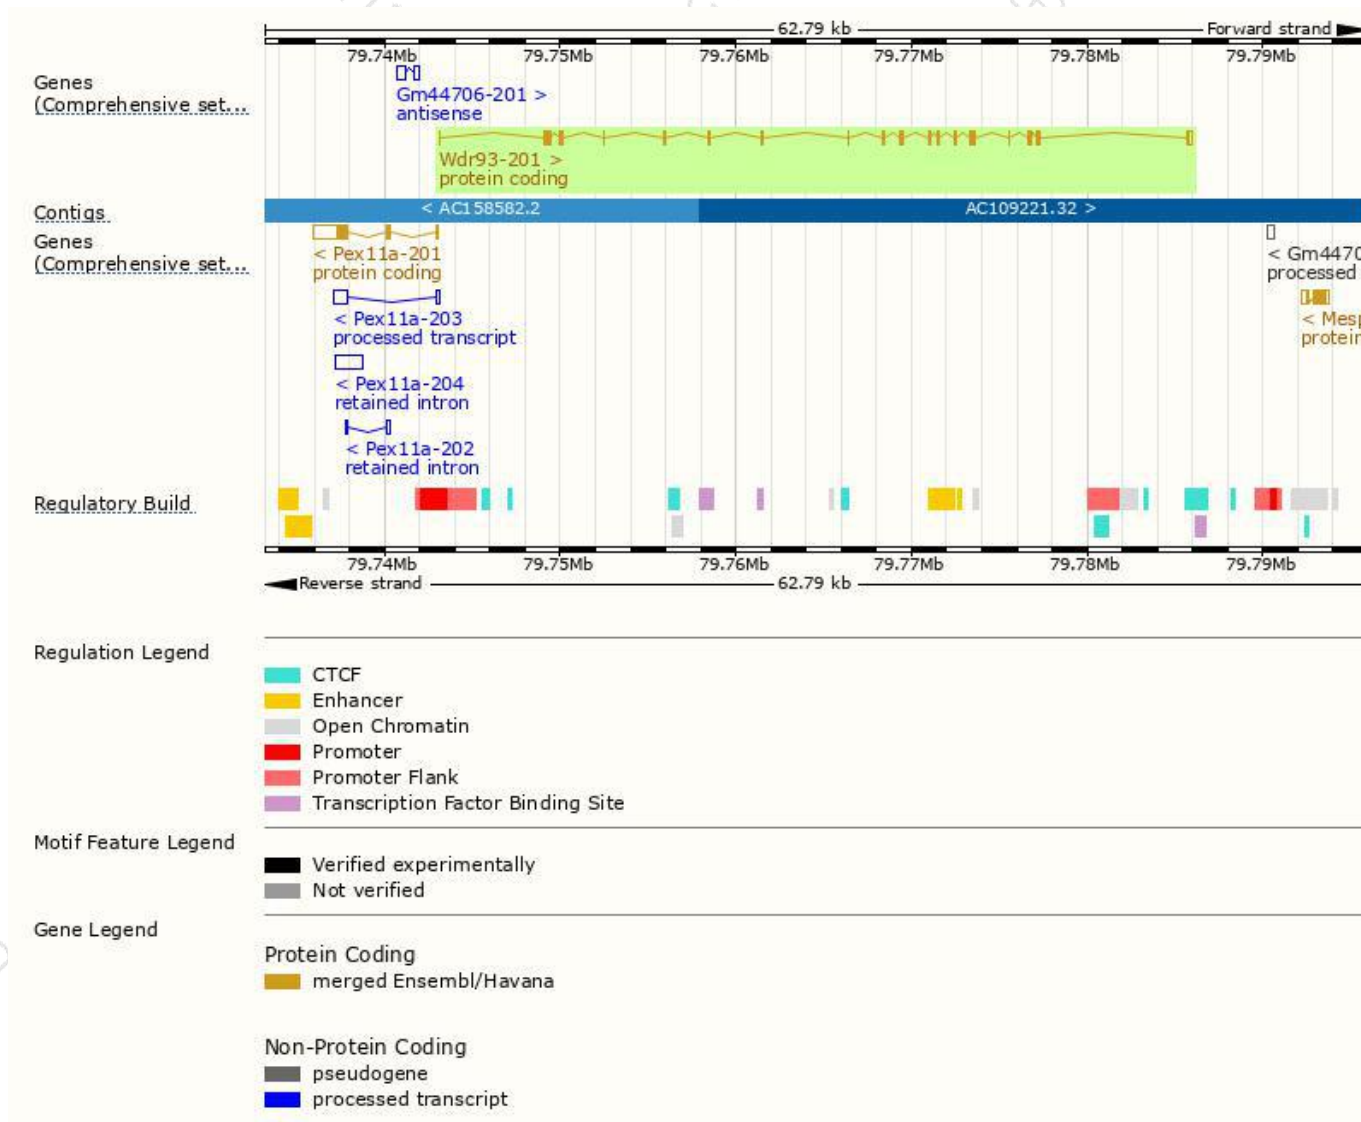 62.79 kb
Forward strand
79.74Mb 79.75Mb 79.76Mb 79.77Mb 79.78Mb 79.79Mb
Genes
(Comprehensive set...
Gm44706-201 >
antisense
Wdr93-201 >
protein coding
Contigs
< AC158582.2
AC109221.32 >
Genes
(Comprehensive set...
< Pex11a-201
protein coding
< Gm4470
processed
< Pex11a-203
processed transcript
< Mesp
protein
< Pex11a-204
retained intron
< Pex11a-202
retained intron
Regulatory Build
79.74Mb 79.75Mb 79.76Mb 79.77Mb 79.78Mb 79.79Mb
Reverse strand
62.79 kb
Regulation Legend
CTCF
Enhancer
Open Chromatin
Promoter
Promoter Flank
Transcription Factor Binding Site
Motif Feature Legend
Verified experimentally
Not verified
Gene Legend
Protein Coding
merged Ensembl/Havana
Non-Protein Coding
pseudogene
processed transcript